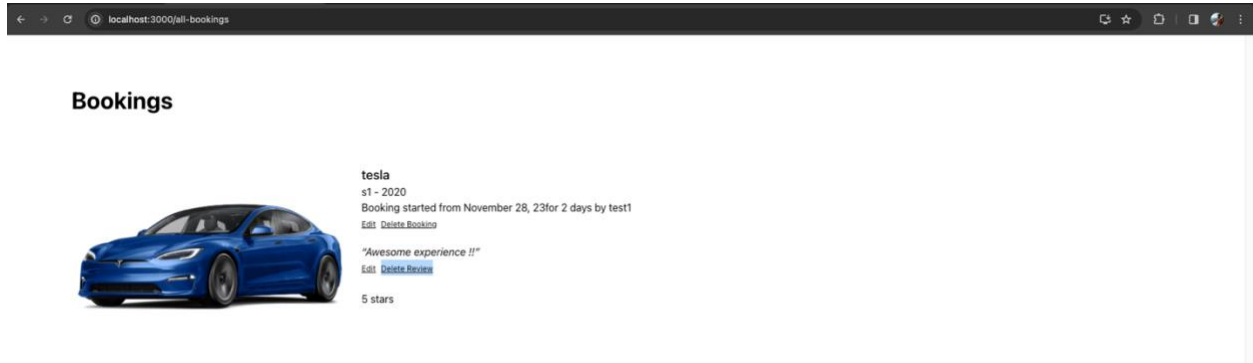 localhost:3000/all-bookings
Bookings
tesla
s1 - 2020
Booking started from November 28, 23for 2 days by test1
Edit Delete Booking
“Awesome experience !!”
Edit Delete Review
5 stars